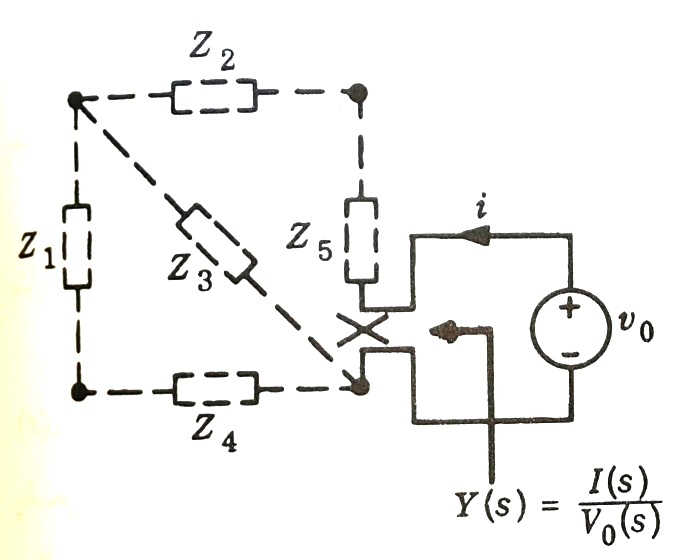 Z₂
i
Z₁
Z₃
Z₅
+
−
v₀
Z₄
Y(s) = I(s) / V₀(s)